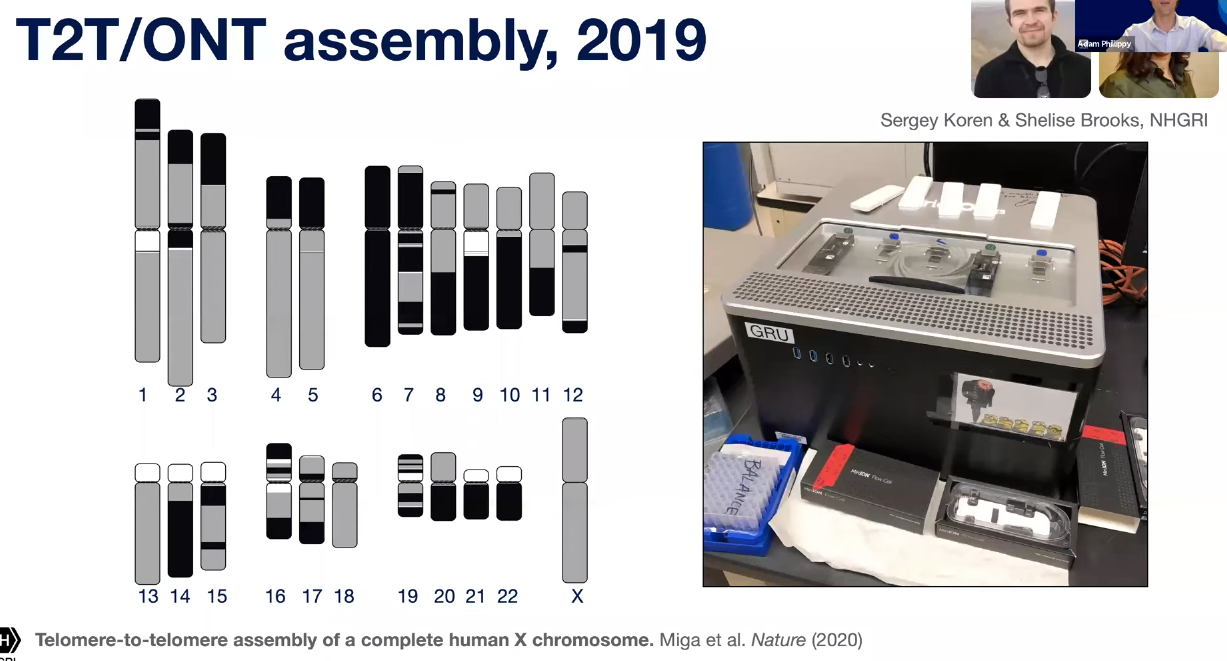 T2T/ONT assembly, 2019
Adam Phillippy
Sergey Koren & Shelise Brooks, NHGRI
GRU
BALANCE
MinION Flow Cell
1 2 3 4 5 6 7 8 9 10 11 12
13 14 15 16 17 18 19 20 21 22 X
Telomere-to-telomere assembly of a complete human X chromosome. Miga et al. Nature (2020)